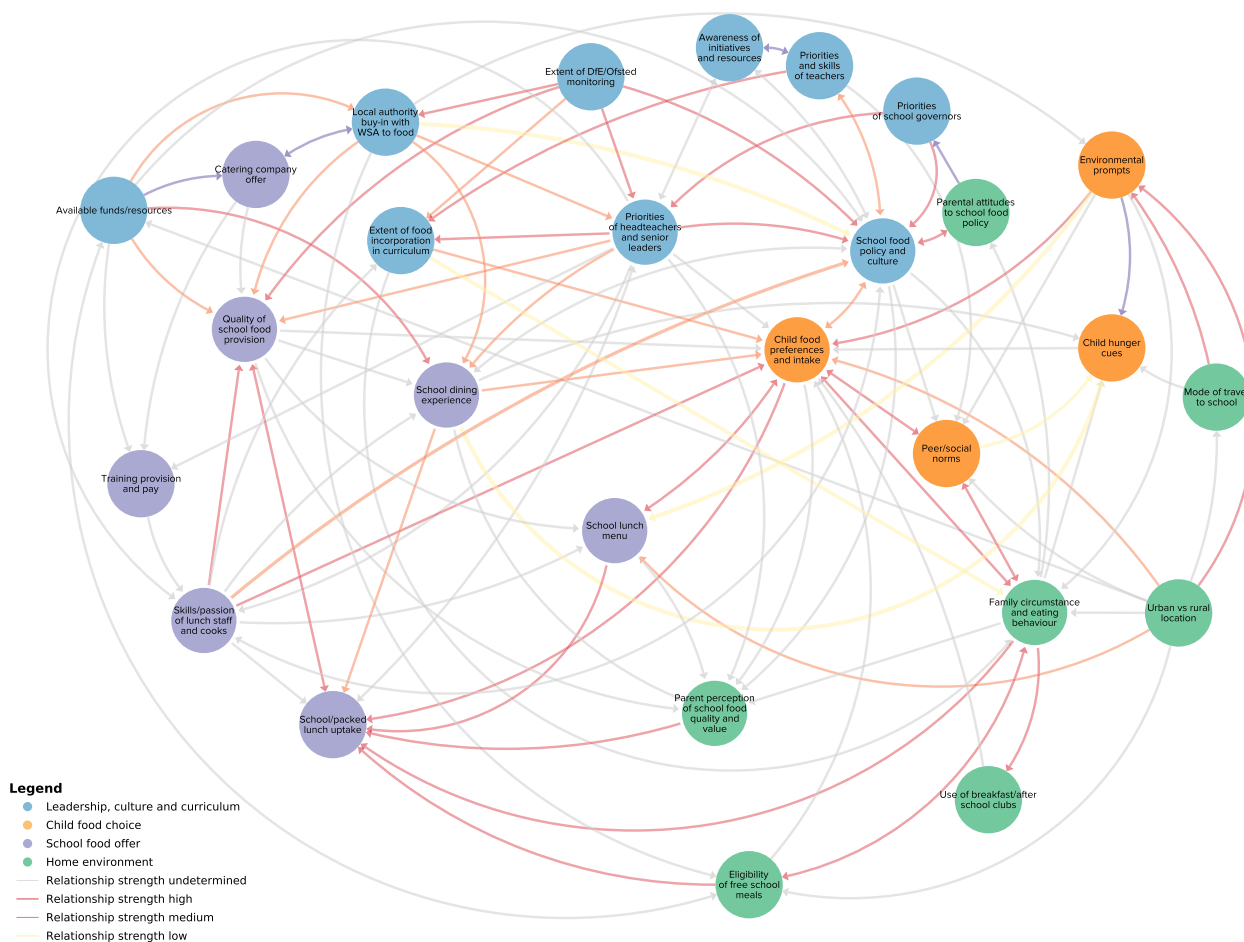 Awareness of
initiatives
and resources
Priorities
and skills
of teachers
Extent of DfE/Ofsted
monitoring
Priorities
of school governors
Local authority
buy-in with
WSA to food
Catering company
offer
Environmental
prompts
Available funds/resources
Parental attitudes
to school food
policy
Extent of food
incorporation
in curriculum
Priorities
of headteachers
and senior
leaders
School food
policy and
culture
Quality of
school food
provision
Child food
preferences
and intake
Child hunger
cues
School dining
experience
Mode of trave
to school
Peer/social
norms
Training provision
and pay
School lunch
menu
Skills/passion
of lunch staff
and cooks
Family circumstance
and eating
behaviour
Urban vs rural
location
School/packed
lunch uptake
Parent perception
of school food
quality and
value
Use of breakfast/after
school clubs
Eligibility
of free school
meals
Legend
Leadership, culture and curriculum
Child food choice
School food offer
Home environment
Relationship strength undetermined
Relationship strength high
Relationship strength medium
Relationship strength low